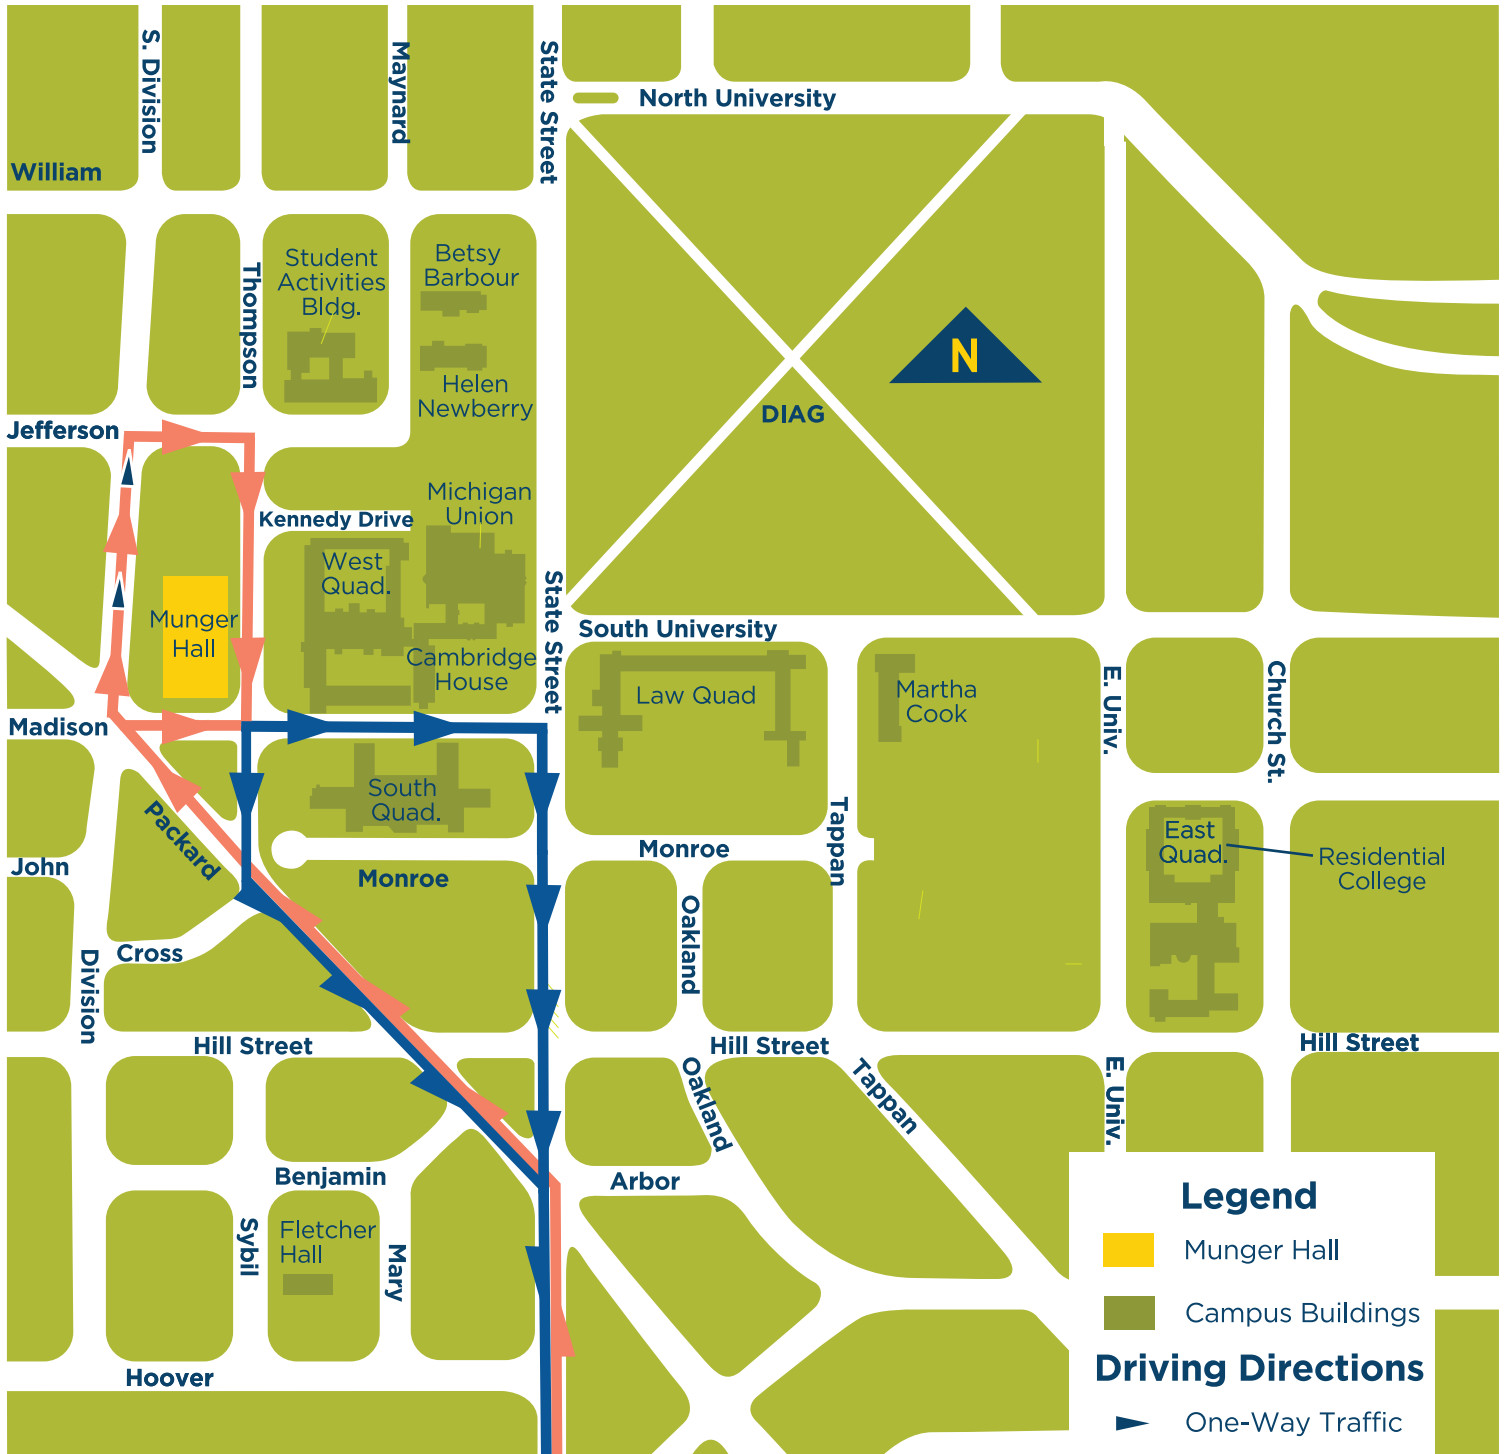 S. Division
Maynard
State Street
North University
William
Thompson
Student
Activities
Bldg.
Betsy
Barbour
Helen
Newberry
N
DIAG
Jefferson
Michigan
Union
Kennedy Drive
West
Quad.
Munger
Hall
State Street
South University
Cambridge
House
Law Quad
Martha
Cook
E. Univ.
Church St.
Madison
South
Quad.
Packard
Tappan
East
Quad.
Residential
College
John
Monroe
Monroe
Oakland
Cross
Division
Hill Street
Hill Street
Hill Street
Oakland
Tappan
E. Univ.
Benjamin
Arbor
Sybil
Fletcher
Hall
Mary
Hoover
Legend
Munger Hall
Campus Buildings
Driving Directions
One-Way Traffic